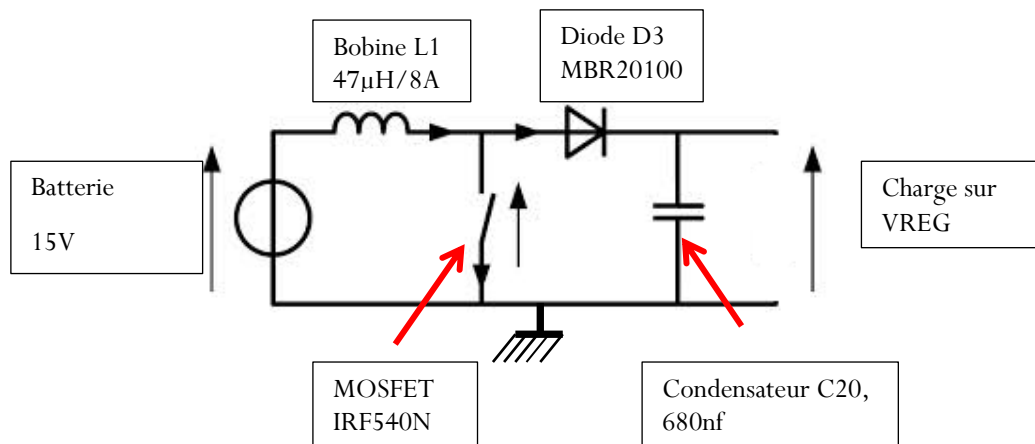 Bobine L1
47µH/8A
Diode D3
MBR20100
Batterie
15V
Charge sur
VREG
MOSFET
IRF540N
Condensateur C20,
680nf